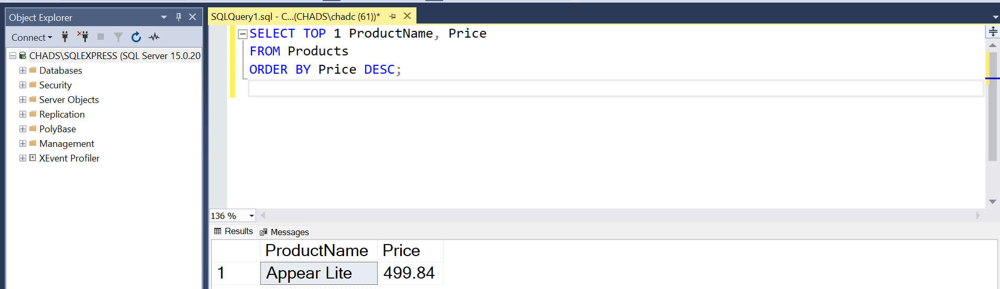 Object Explorer
Connect
CHADS\SQLEXPRESS (SQL Server 15.0.20
Databases
Security
Server Objects
Replication
PolyBase
Management
XEvent Profiler
SQLQuery1.sql - C...(CHADS\chadc (61))*
SELECT TOP 1 ProductName, Price
FROM Products
ORDER BY Price DESC;
136 %
Results Messages
ProductName Price
1 Appear Lite 499.84